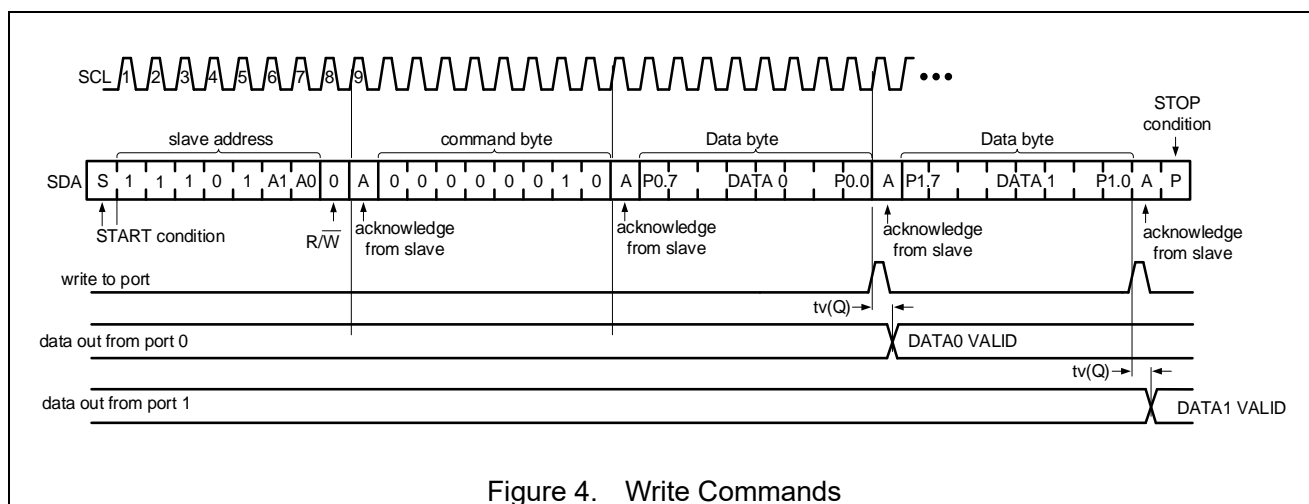 SCL 1 2 3 4 5 6 7 8 9
STOP
condition
slave address command byte Data byte Data byte
SDA S 1 1 1 0 1 A1 A0 0 A 0 0 0 0 0 0 1 0 A P0.7 DATA 0 P0.0 A P1.7 DATA 1 P1.0 A P
START condition R/W acknowledge from slave acknowledge from slave acknowledge from slave acknowledge from slave
write to port
tv(Q)
data out from port 0 DATA0 VALID
tv(Q)
data out from port 1 DATA1 VALID
Figure 4. Write Commands